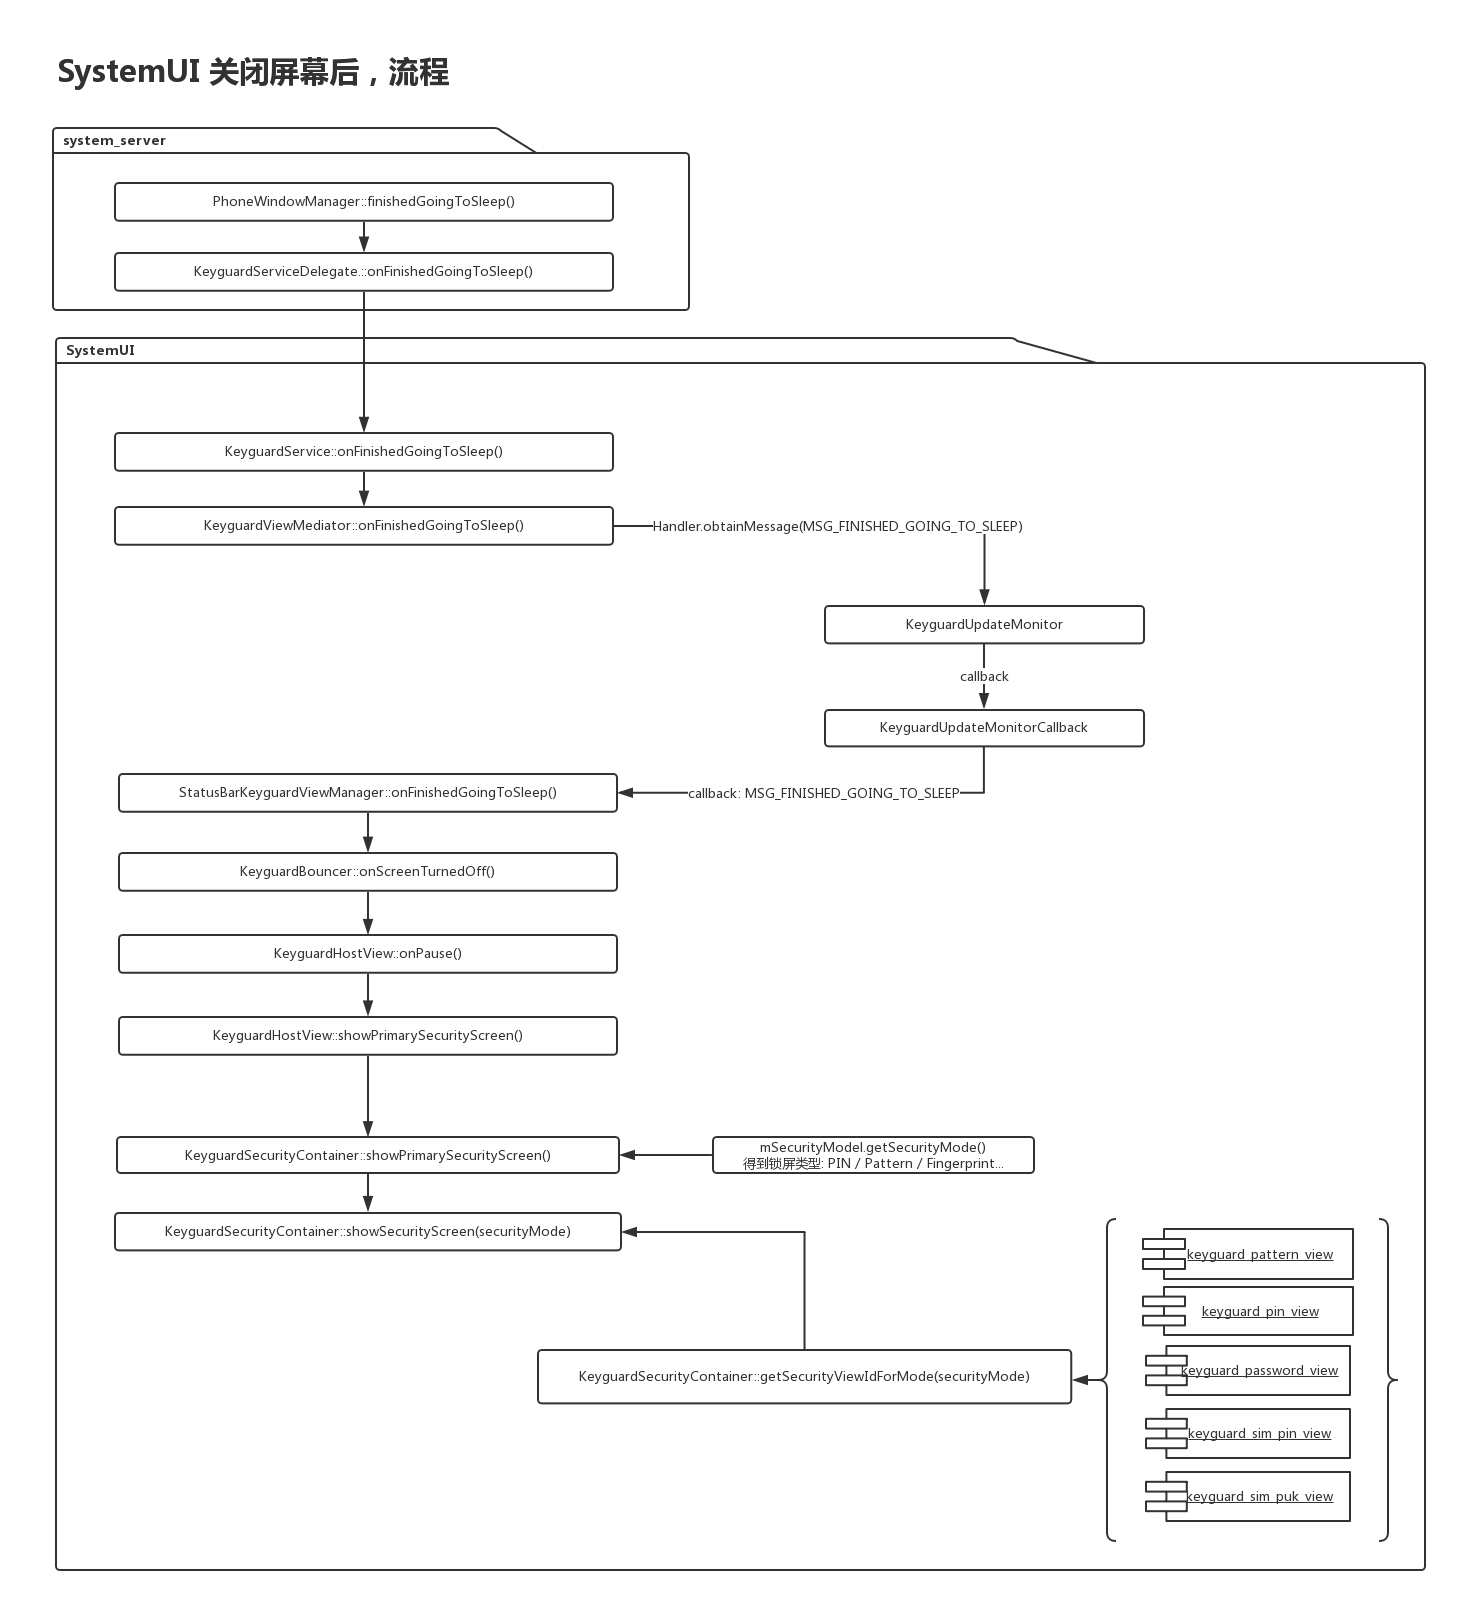 SystemUI 关闭屏幕后，流程
system_server
PhoneWindowManager::finishedGoingToSleep()
KeyguardServiceDelegate.::onFinishedGoingToSleep()
SystemUI
KeyguardService::onFinishedGoingToSleep()
KeyguardViewMediator::onFinishedGoingToSleep()
Handler.obtainMessage(MSG_FINISHED_GOING_TO_SLEEP)
KeyguardUpdateMonitor
callback
KeyguardUpdateMonitorCallback
StatusBarKeyguardViewManager::onFinishedGoingToSleep()
callback: MSG_FINISHED_GOING_TO_SLEEP
KeyguardBouncer::onScreenTurnedOff()
KeyguardHostView::onPause()
KeyguardHostView::showPrimarySecurityScreen()
KeyguardSecurityContainer::showPrimarySecurityScreen()
mSecurityModel.getSecurityMode()
得到锁屏类型: PIN / Pattern / Fingerprint...
KeyguardSecurityContainer::showSecurityScreen(securityMode)
keyguard_pattern_view
keyguard_pin_view
keyguard_password_view
KeyguardSecurityContainer::getSecurityViewIdForMode(securityMode)
keyguard_sim_pin_view
keyguard_sim_puk_view